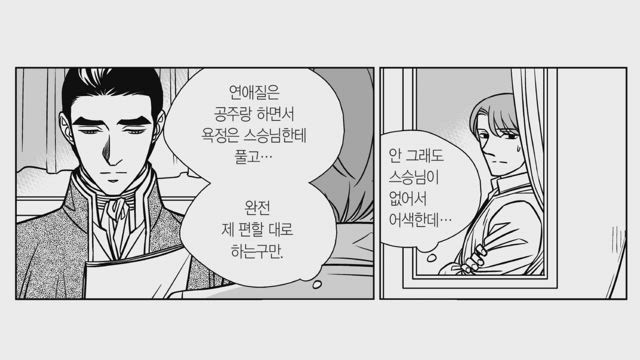 연애질은
공주랑 하면서
욕정은 스승님한테
풀고…
완전
제 편할 대로
하는구만.
안 그래도
스승님이
없어서
어색한데…